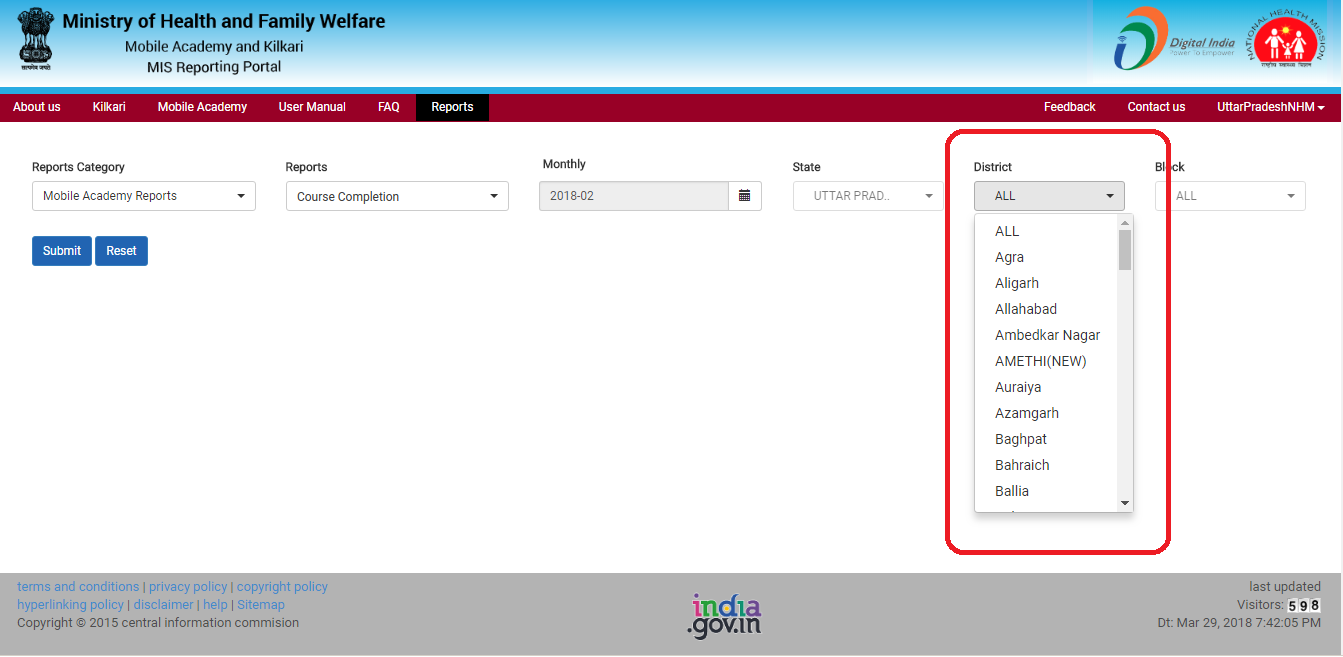 Ministry of Health and Family Welfare
Mobile Academy and Kilkari
MIS Reporting Portal
सत्यमेव जयते
Digital India
Power To Empower
NATIONAL HEALTH MISSION
राष्ट्रीय स्वास्थ्य मिशन
About us Kilkari Mobile Academy User Manual FAQ Reports Feedback Contact us UttarPradeshNHM
Reports Category Reports Monthly State District Block
Mobile Academy Reports Course Completion 2018-02 UTTAR PRAD.. ALL ALL
Submit Reset
ALL
Agra
Aligarh
Allahabad
Ambedkar Nagar
AMETHI(NEW)
Auraiya
Azamgarh
Baghpat
Bahraich
Ballia
terms and conditions | privacy policy | copyright policy
hyperlinking policy | disclaimer | help | Sitemap
Copyright © 2015 central information commision
india
.gov.in
last updated
Visitors: 598
Dt: Mar 29, 2018 7:42:05 PM